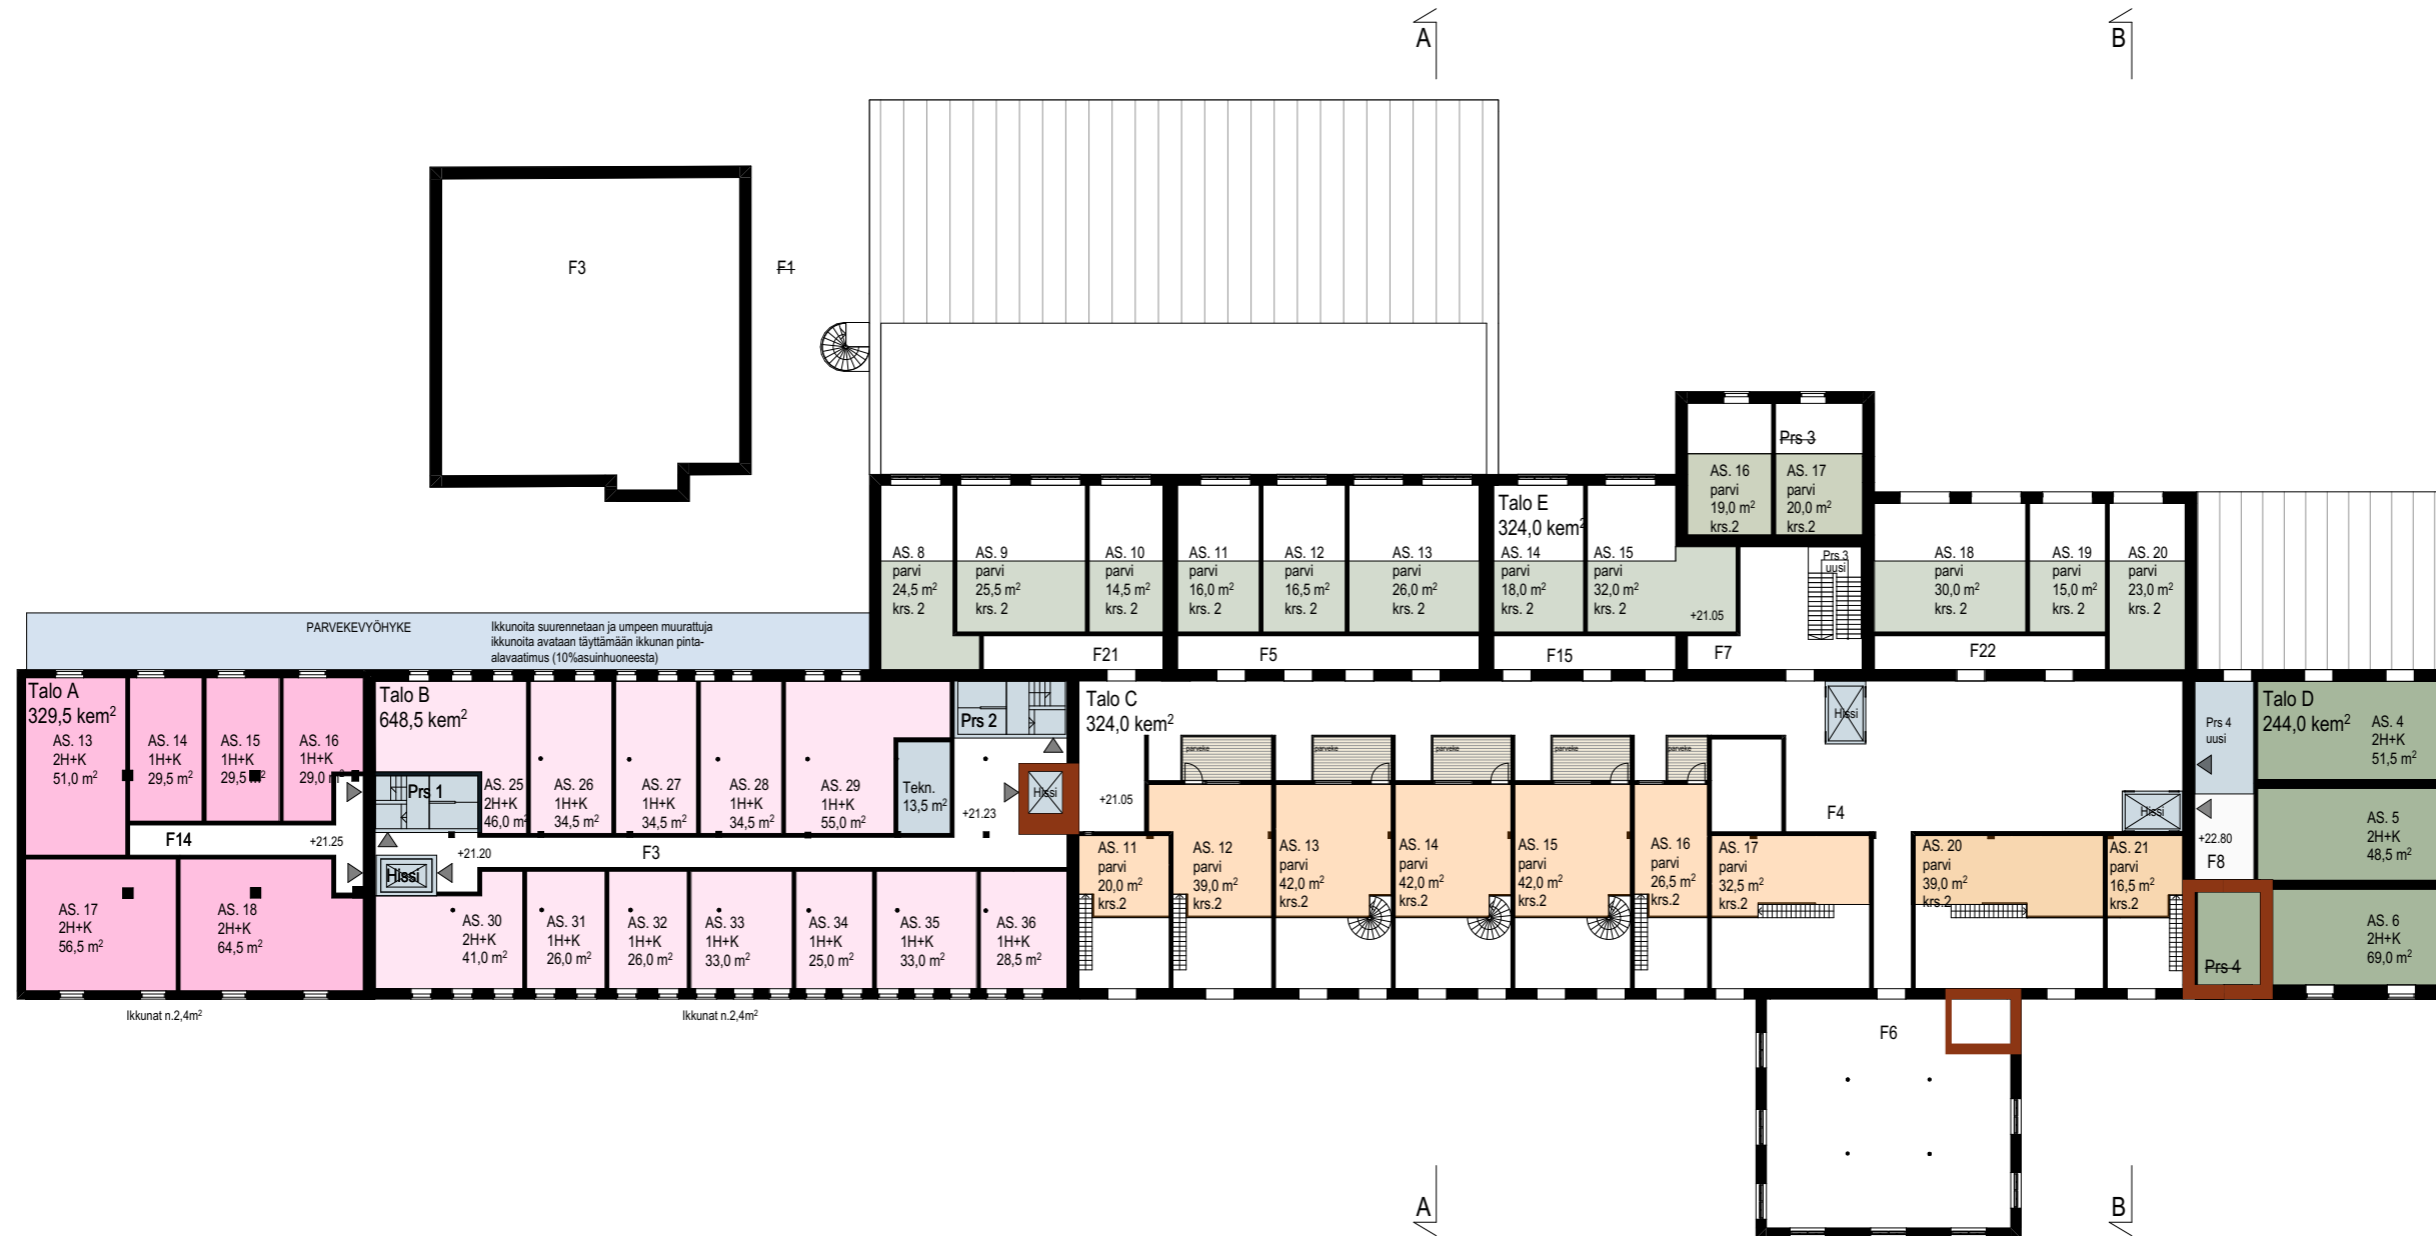 A
B
F3
F1
Prs 3
AS. 16
parvi
19,0 m²
krs.2
AS. 17
parvi
20,0 m²
krs.2
Talo E
324,0 kem²
AS. 8
parvi
24,5 m²
krs. 2
AS. 9
parvi
25,5 m²
krs. 2
AS. 10
parvi
14,5 m²
krs. 2
AS. 11
parvi
16,0 m²
krs. 2
AS. 12
parvi
16,5 m²
krs. 2
AS. 13
parvi
26,0 m²
krs. 2
AS. 14
parvi
18,0 m²
krs. 2
AS. 15
parvi
32,0 m²
krs. 2
+21.05
Prs 3
uusi
AS. 18
parvi
30,0 m²
krs. 2
AS. 19
parvi
15,0 m²
krs. 2
AS. 20
parvi
23,0 m²
krs. 2
PARVEKEVYÖHYKE
Ikkunoita suurennetaan ja umpeen muurattuja
ikkunoita avataan täyttämään ikkunan pinta-
alavaatimus (10%asuinhuoneesta)
F21
F5
F15
F7
F22
Talo A
329,5 kem²
AS. 13
2H+K
51,0 m²
AS. 14
1H+K
29,5 m²
AS. 15
1H+K
29,5 m²
AS. 16
1H+K
29,0 m²
F14
+21.25
AS. 17
2H+K
56,5 m²
AS. 18
2H+K
64,5 m²
Talo B
648,5 kem²
Prs 1
AS. 25
2H+K
46,0 m²
AS. 26
1H+K
34,5 m²
AS. 27
1H+K
34,5 m²
AS. 28
1H+K
34,5 m²
AS. 29
1H+K
55,0 m²
Tekn.
13,5 m²
Prs 2
+21.23
Hissi
+21.20
Hissi
F3
AS. 30
2H+K
41,0 m²
AS. 31
1H+K
26,0 m²
AS. 32
1H+K
26,0 m²
AS. 33
1H+K
33,0 m²
AS. 34
1H+K
25,0 m²
AS. 35
1H+K
33,0 m²
AS. 36
1H+K
28,5 m²
Talo C
324,0 kem²
parveke
parveke
parveke
parveke
parveke
Hissi
+21.05
F4
Hissi
AS. 11
parvi
20,0 m²
krs.2
AS. 12
parvi
39,0 m²
krs.2
AS. 13
parvi
42,0 m²
krs.2
AS. 14
parvi
42,0 m²
krs.2
AS. 15
parvi
42,0 m²
krs.2
AS. 16
parvi
26,5 m²
krs.2
AS. 17
parvi
32,5 m²
krs.2
AS. 20
parvi
39,0 m²
krs.2
AS. 21
parvi
16,5 m²
krs.2
Prs 4
uusi
+22.80
F8
Prs 4
Talo D
244,0 kem²
AS. 4
2H+K
51,5 m²
AS. 5
2H+K
48,5 m²
AS. 6
2H+K
69,0 m²
Ikkunat n.2,4m²
Ikkunat n.2,4m²
F6
A
B